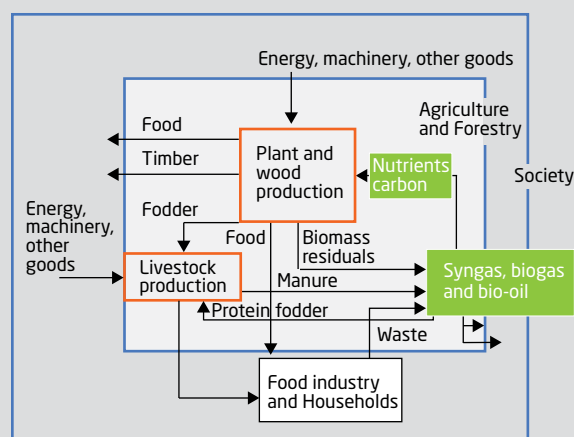 Energy, machinery, other goods
Agriculture
and Forestry
Food
Timber
Plant and
wood
production
Nutrients
carbon
Society
Energy,
machinery,
other
goods
Fodder
Food
Biomass
residuals
Livestock
production
Manure
Syngas, biogas
and bio-oil
Protein fodder
Waste
Food industry
and Households